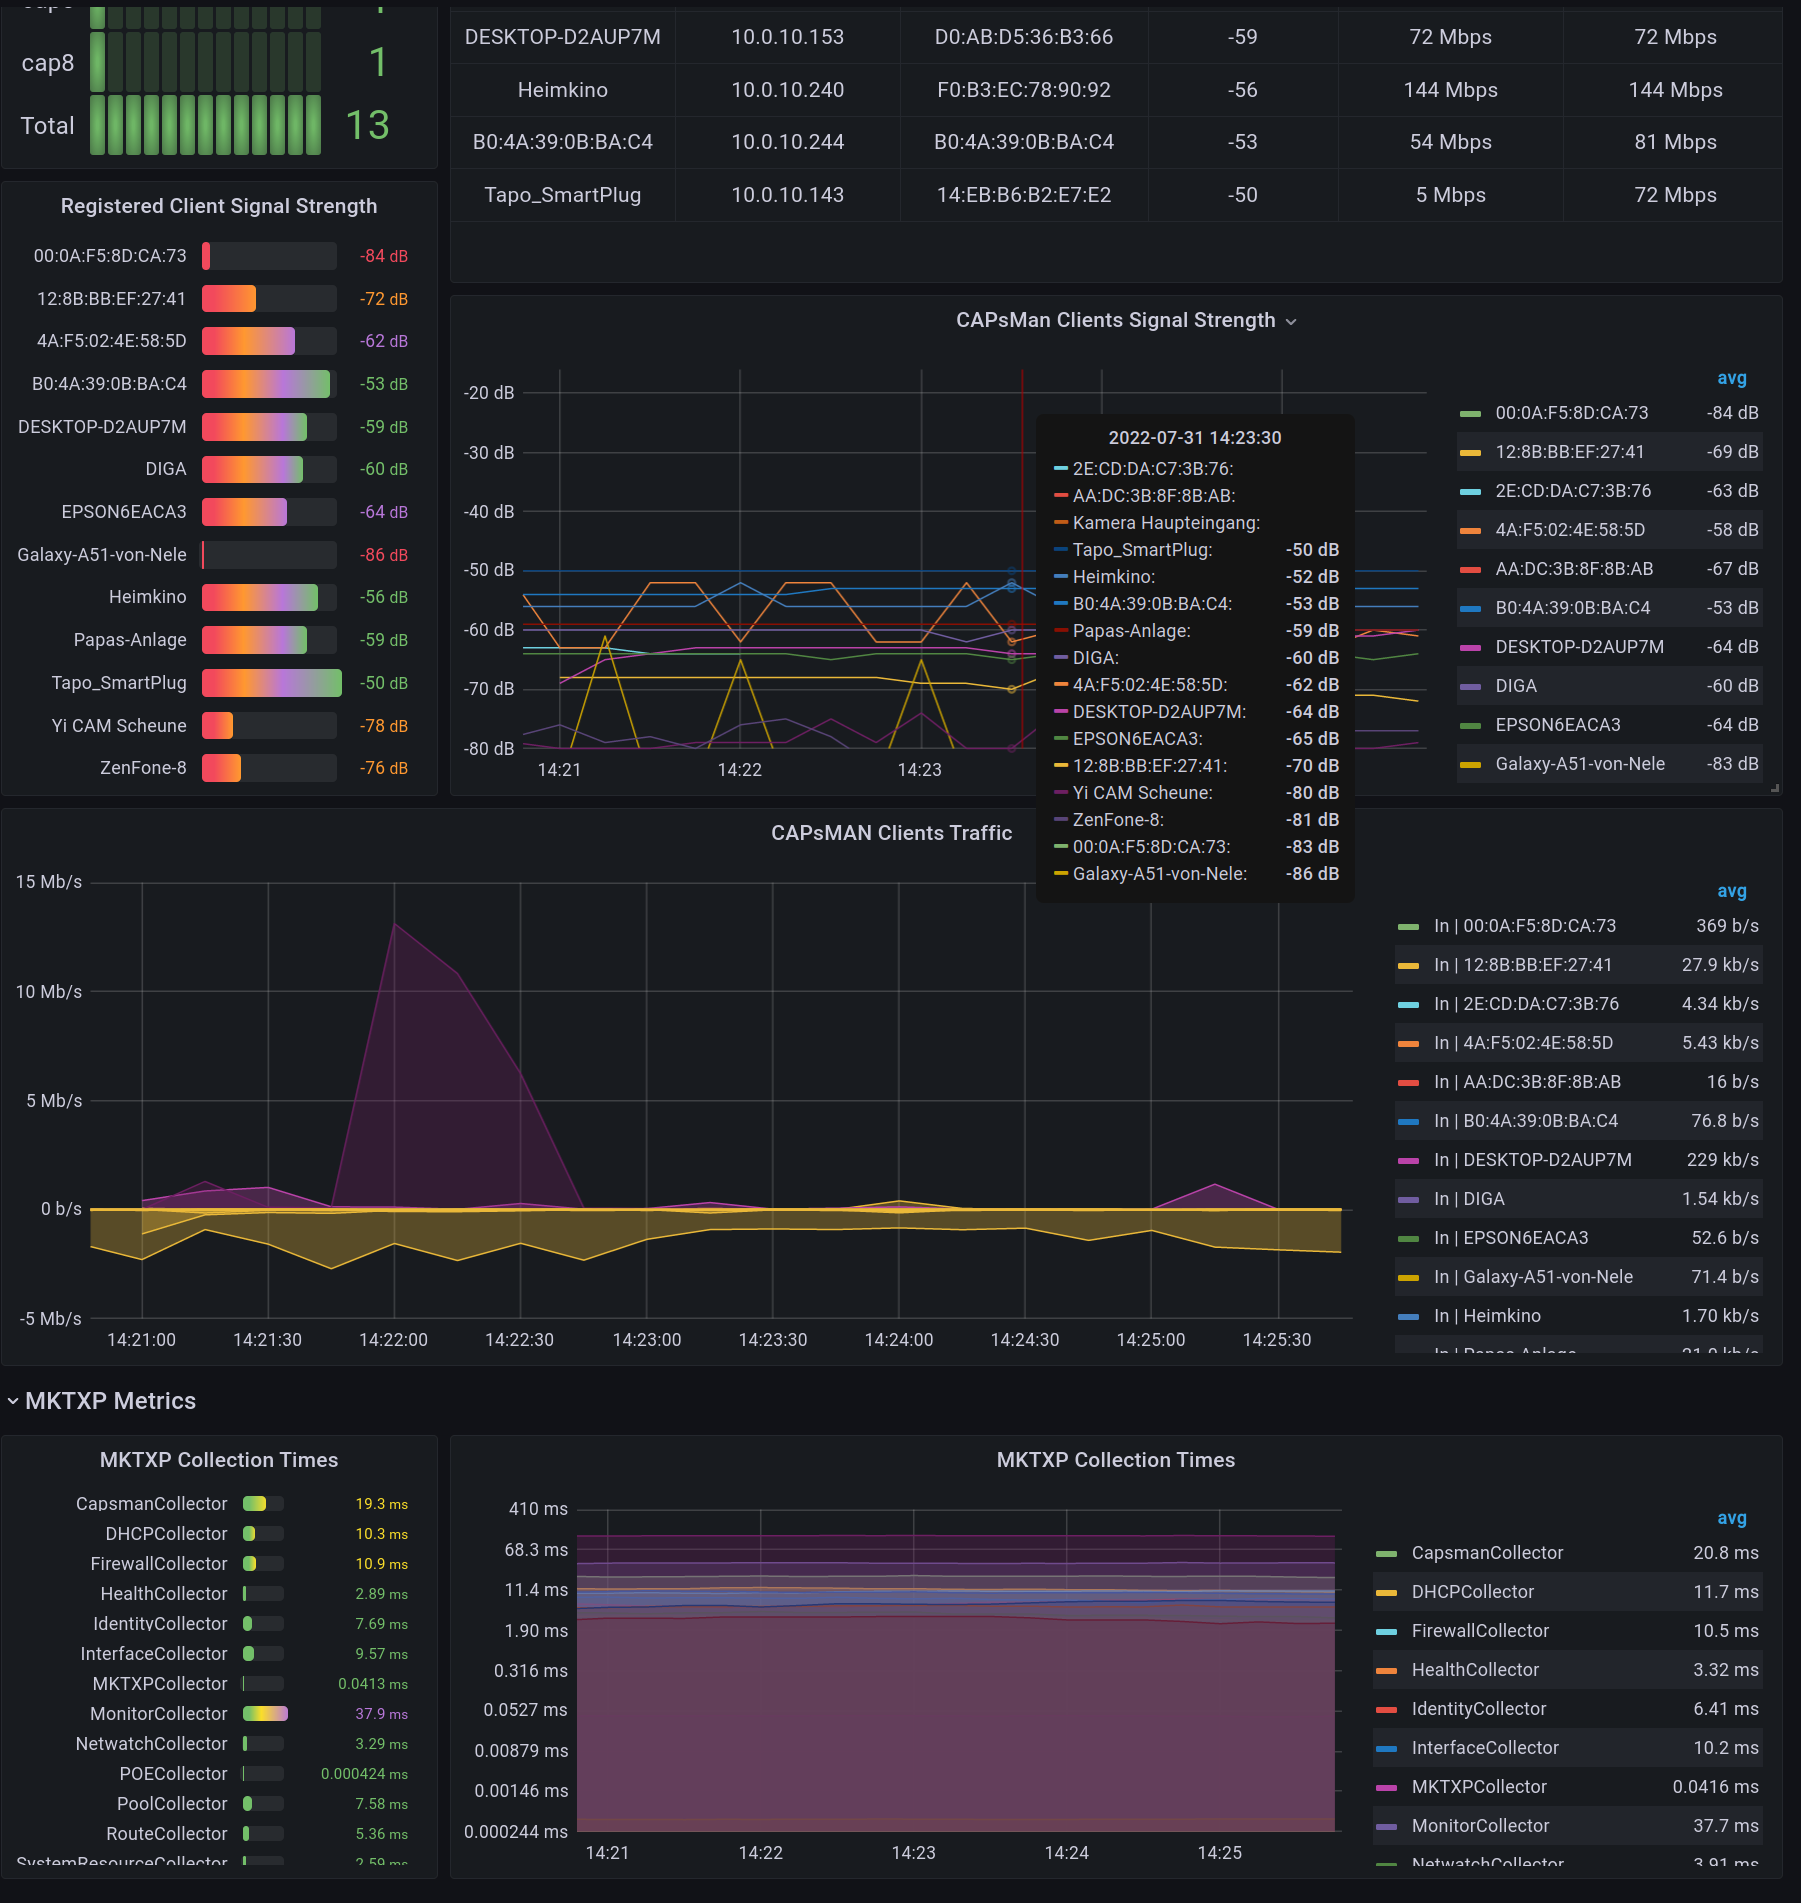 cap8 1
Total 13
DESKTOP-D2AUP7M 10.0.10.153 D0:AB:D5:36:B3:66 -59 72 Mbps 72 Mbps
Heimkino 10.0.10.240 F0:B3:EC:78:90:92 -56 144 Mbps 144 Mbps
B0:4A:39:0B:BA:C4 10.0.10.244 B0:4A:39:0B:BA:C4 -53 54 Mbps 81 Mbps
Tapo_SmartPlug 10.0.10.143 14:EB:B6:B2:E7:E2 -50 5 Mbps 72 Mbps
Registered Client Signal Strength
00:0A:F5:8D:CA:73 -84 dB
12:8B:BB:EF:27:41 -72 dB
4A:F5:02:4E:58:5D -62 dB
B0:4A:39:0B:BA:C4 -53 dB
DESKTOP-D2AUP7M -59 dB
DIGA -60 dB
EPSON6EACA3 -64 dB
Galaxy-A51-von-Nele -86 dB
Heimkino -56 dB
Papas-Anlage -59 dB
Tapo_SmartPlug -50 dB
Yi CAM Scheune -78 dB
ZenFone-8 -76 dB
CAPsMan Clients Signal Strength
-20 dB
-30 dB
-40 dB
-50 dB
-60 dB
-70 dB
-80 dB
14:21 14:22 14:23
2022-07-31 14:23:30
2E:CD:DA:C7:3B:76:
AA:DC:3B:8F:8B:AB:
Kamera Haupteingang:
Tapo_SmartPlug: -50 dB
Heimkino: -52 dB
B0:4A:39:0B:BA:C4: -53 dB
Papas-Anlage: -59 dB
DIGA: -60 dB
4A:F5:02:4E:58:5D: -62 dB
DESKTOP-D2AUP7M: -64 dB
EPSON6EACA3: -65 dB
12:8B:BB:EF:27:41: -70 dB
Yi CAM Scheune: -80 dB
ZenFone-8: -81 dB
00:0A:F5:8D:CA:73: -83 dB
Galaxy-A51-von-Nele: -86 dB
avg
00:0A:F5:8D:CA:73 -84 dB
12:8B:BB:EF:27:41 -69 dB
2E:CD:DA:C7:3B:76 -63 dB
4A:F5:02:4E:58:5D -58 dB
AA:DC:3B:8F:8B:AB -67 dB
B0:4A:39:0B:BA:C4 -53 dB
DESKTOP-D2AUP7M -64 dB
DIGA -60 dB
EPSON6EACA3 -64 dB
Galaxy-A51-von-Nele -83 dB
CAPsMAN Clients Traffic
15 Mb/s
10 Mb/s
5 Mb/s
0 b/s
-5 Mb/s
14:21:00 14:21:30 14:22:00 14:22:30 14:23:00 14:23:30 14:24:00 14:24:30 14:25:00 14:25:30
avg
In | 00:0A:F5:8D:CA:73 369 b/s
In | 12:8B:BB:EF:27:41 27.9 kb/s
In | 2E:CD:DA:C7:3B:76 4.34 kb/s
In | 4A:F5:02:4E:58:5D 5.43 kb/s
In | AA:DC:3B:8F:8B:AB 16 b/s
In | B0:4A:39:0B:BA:C4 76.8 b/s
In | DESKTOP-D2AUP7M 229 kb/s
In | DIGA 1.54 kb/s
In | EPSON6EACA3 52.6 b/s
In | Galaxy-A51-von-Nele 71.4 b/s
In | Heimkino 1.70 kb/s
In | Papas-Anlage
MKTXP Metrics
MKTXP Collection Times
CapsmanCollector 19.3 ms
DHCPCollector 10.3 ms
FirewallCollector 10.9 ms
HealthCollector 2.89 ms
IdentityCollector 7.69 ms
InterfaceCollector 9.57 ms
MKTXPCollector 0.0413 ms
MonitorCollector 37.9 ms
NetwatchCollector 3.29 ms
POECollector 0.000424 ms
PoolCollector 7.58 ms
RouteCollector 5.36 ms
SystemResourceCollector 2.59 ms
MKTXP Collection Times
410 ms
68.3 ms
11.4 ms
1.90 ms
0.316 ms
0.0527 ms
0.00879 ms
0.00146 ms
0.000244 ms
14:21 14:22 14:23 14:24 14:25
avg
CapsmanCollector 20.8 ms
DHCPCollector 11.7 ms
FirewallCollector 10.5 ms
HealthCollector 3.32 ms
IdentityCollector 6.41 ms
InterfaceCollector 10.2 ms
MKTXPCollector 0.0416 ms
MonitorCollector 37.7 ms
NetwatchCollector 3.91 ms